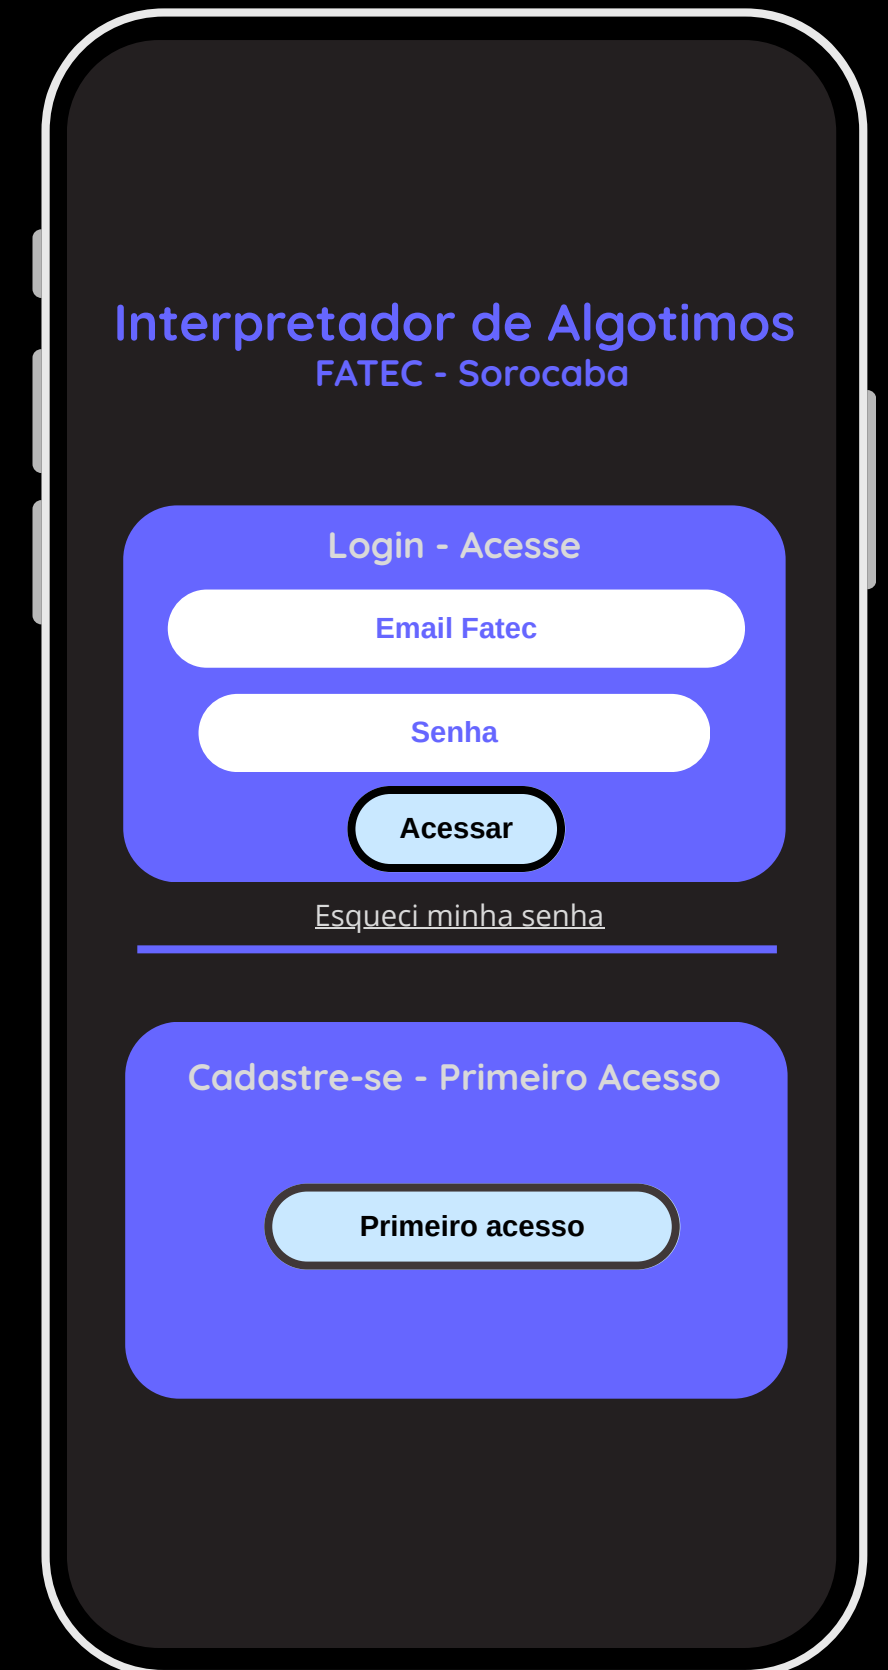 Interpretador de Algotimos
FATEC - Sorocaba
Login - Acesse
Email Fatec
Senha
Acessar
Esqueci minha senha
Cadastre-se - Primeiro Acesso
Primeiro acesso